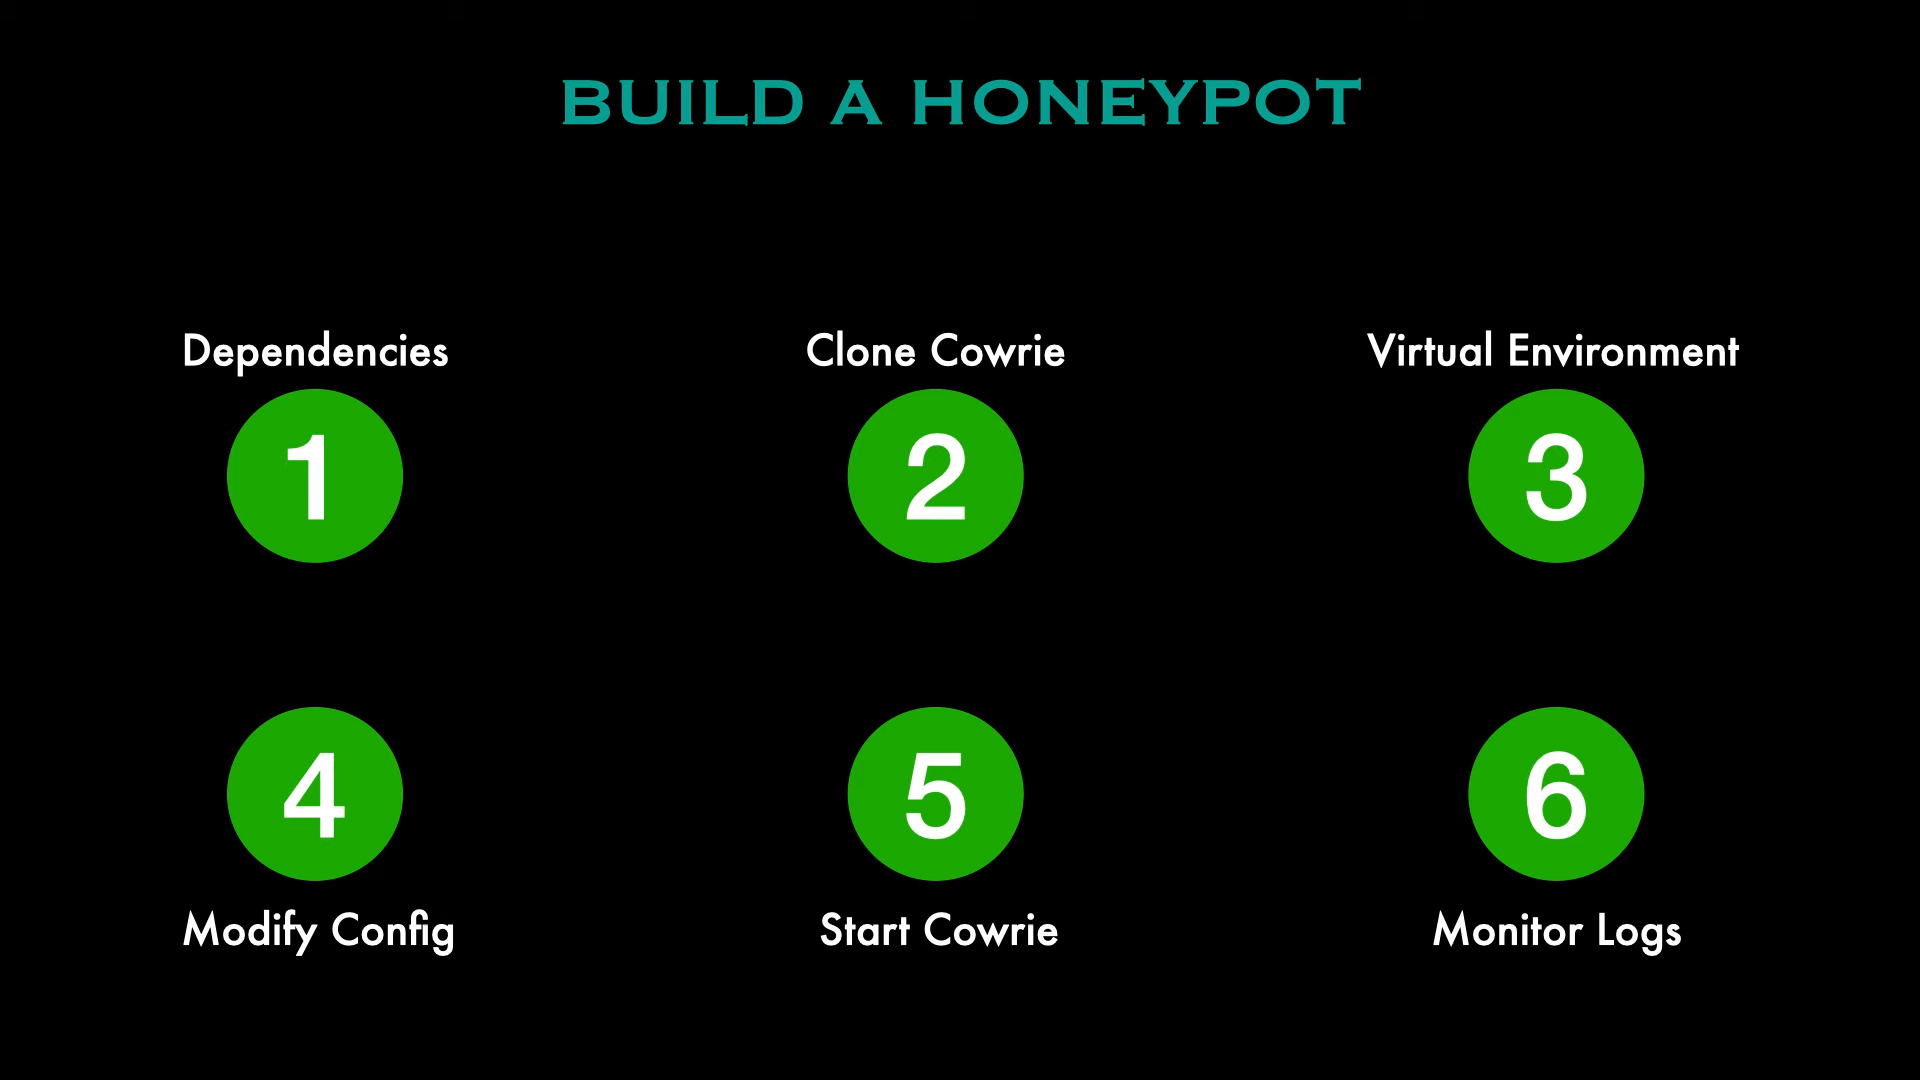 BUILD A HONEYPOT
Dependencies
Clone Cowrie
Virtual Environment
1
2
3
4
5
6
Modify Config
Start Cowrie
Monitor Logs